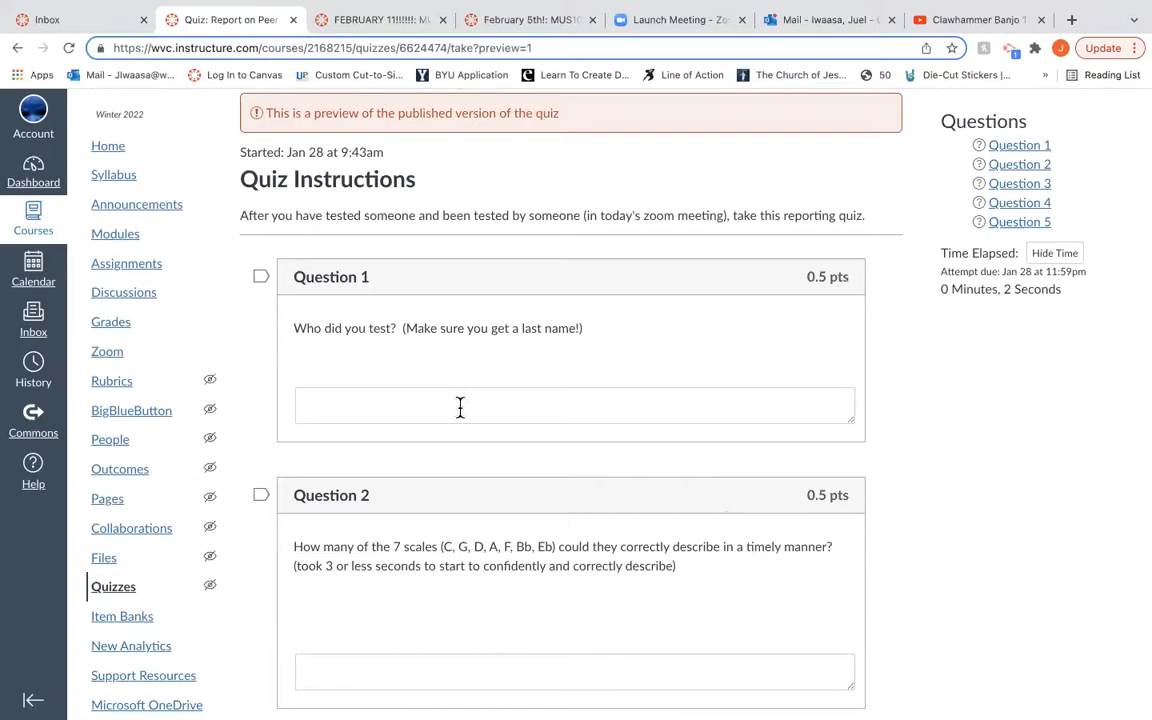 Inbox
Quiz: Report on Peer
FEBRUARY 11!!!!!!: MU
February 5th!: MUS10
Launch Meeting - Zo
Mail - Iwaasa, Juel -
Clawhammer Banjo 1
https://wvc.instructure.com/courses/2168215/quizzes/6624474/take?preview=1
1
J
Update
Apps
Mail - JIwaasa@w...
Log In to Canvas
UP Custom Cut-to-Si...
Y BYU Application
Learn To Create D...
Line of Action
The Church of Jes...
50
Die-Cut Stickers |...
»
Reading List
Account
Dashboard
Courses
Calendar
Inbox
History
Commons
Help
Winter 2022
Home
Syllabus
Announcements
Modules
Assignments
Discussions
Grades
Zoom
Rubrics
BigBlueButton
People
Outcomes
Pages
Collaborations
Files
Quizzes
Item Banks
New Analytics
Support Resources
Microsoft OneDrive
This is a preview of the published version of the quiz
Started: Jan 28 at 9:43am
Quiz Instructions
After you have tested someone and been tested by someone (in today's zoom meeting), take this reporting quiz.
Question 1 0.5 pts
Who did you test? (Make sure you get a last name!)
Question 2 0.5 pts
How many of the 7 scales (C, G, D, A, F, Bb, Eb) could they correctly describe in a timely manner?
(took 3 or less seconds to start to confidently and correctly describe)
Questions
Question 1
Question 2
Question 3
Question 4
Question 5
Time Elapsed: Hide Time
Attempt due: Jan 28 at 11:59pm
0 Minutes, 2 Seconds